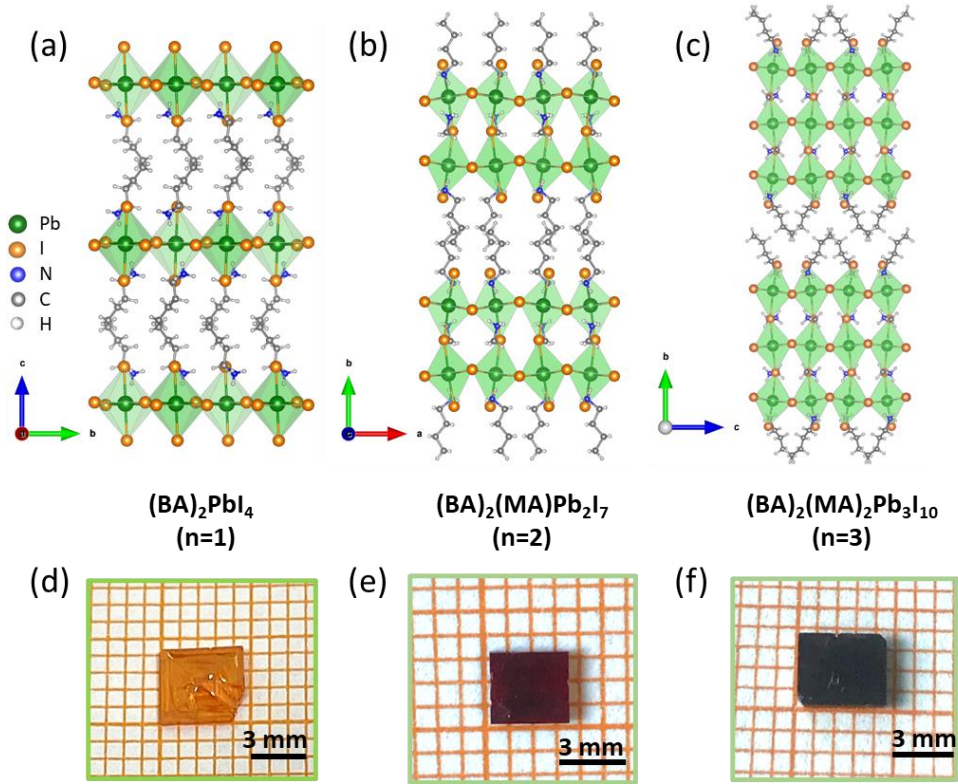 (a)
(b)
(c)
Pb
I
N
C
H
c
b
b
a
b
c
(BA)₂PbI₄
(n=1)
(BA)₂(MA)Pb₂I₇
(n=2)
(BA)₂(MA)₂Pb₃I₁₀
(n=3)
(d)
(e)
(f)
3 mm
3 mm
3 mm